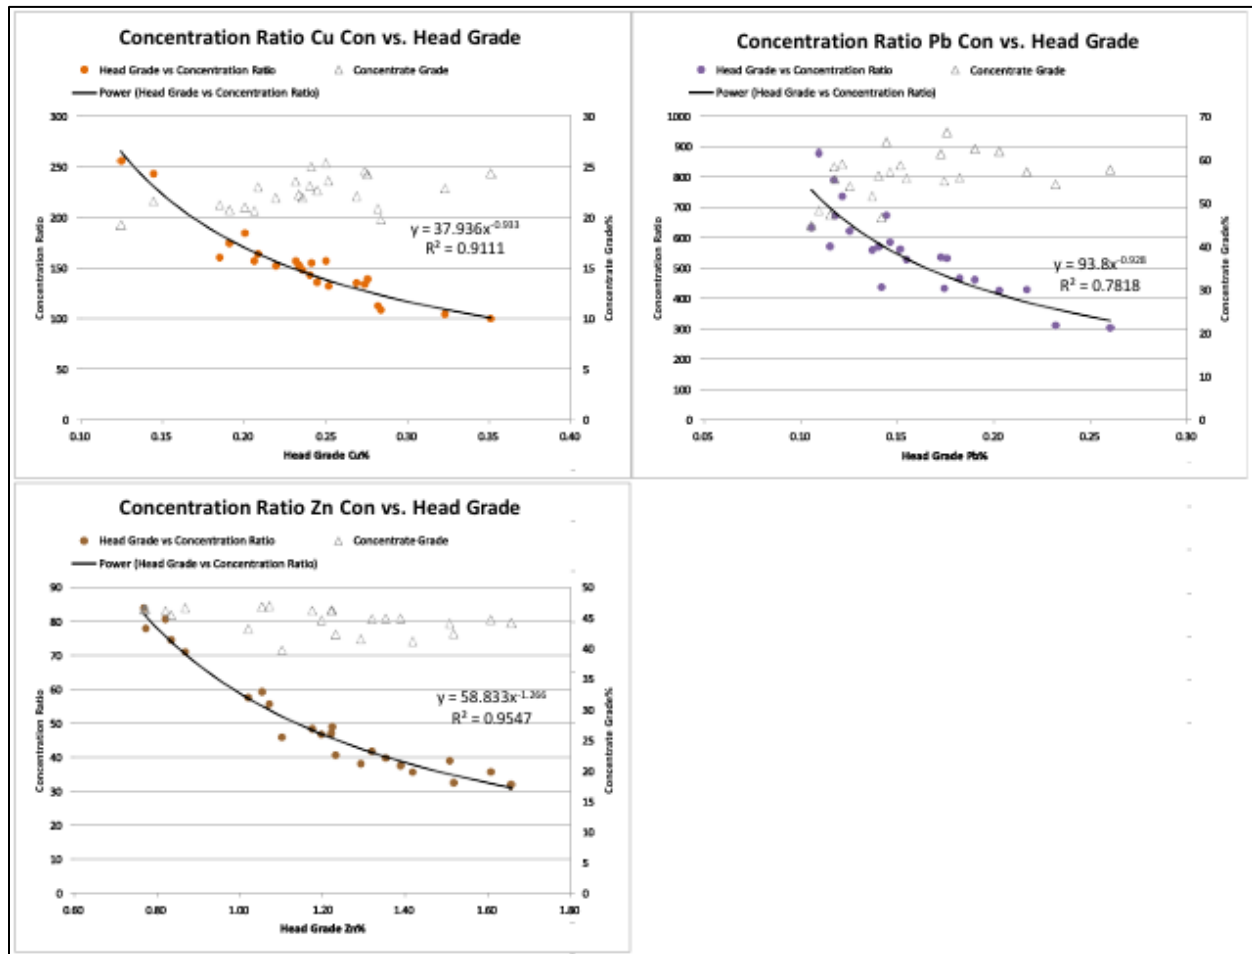 Concentration Ratio Cu Con vs. Head Grade
Head Grade vs Concentration Ratio
Concentrate Grade
Power (Head Grade vs Concentration Ratio)
300
250
200
150
100
50
0
30
25
20
15
10
5
0
Concentration Ratio
Concentrate Grade%
y = 37.936x^-0.933
R² = 0.9111
0.10 0.15 0.20 0.25 0.30 0.35 0.40
Head Grade Cu%
Concentration Ratio Pb Con vs. Head Grade
Head Grade vs Concentration Ratio
Concentrate Grade
Power (Head Grade vs Concentration Ratio)
1000
900
800
700
600
500
400
300
200
100
0
70
60
50
40
30
20
10
0
Concentration Ratio
Concentrate Grade%
y = 93.8x^-0.928
R² = 0.7818
0.05 0.10 0.15 0.20 0.25 0.30
Head Grade Pb%
Concentration Ratio Zn Con vs. Head Grade
Head Grade vs Concentration Ratio
Concentrate Grade
Power (Head Grade vs Concentration Ratio)
90
80
70
60
50
40
30
20
10
0
50
45
40
35
30
25
20
15
10
5
0
Concentration Ratio
Concentrate Grade%
y = 58.833x^-1.266
R² = 0.9547
0.60 0.80 1.00 1.20 1.40 1.60 1.80
Head Grade Zn%